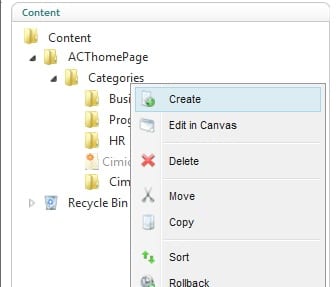 Content
Content
ACThomePage
Categories
Busi
Prog
HR
Cimic
Cim
Recycle Bin
Create
Edit in Canvas
Delete
Move
Copy
Sort
Rollback